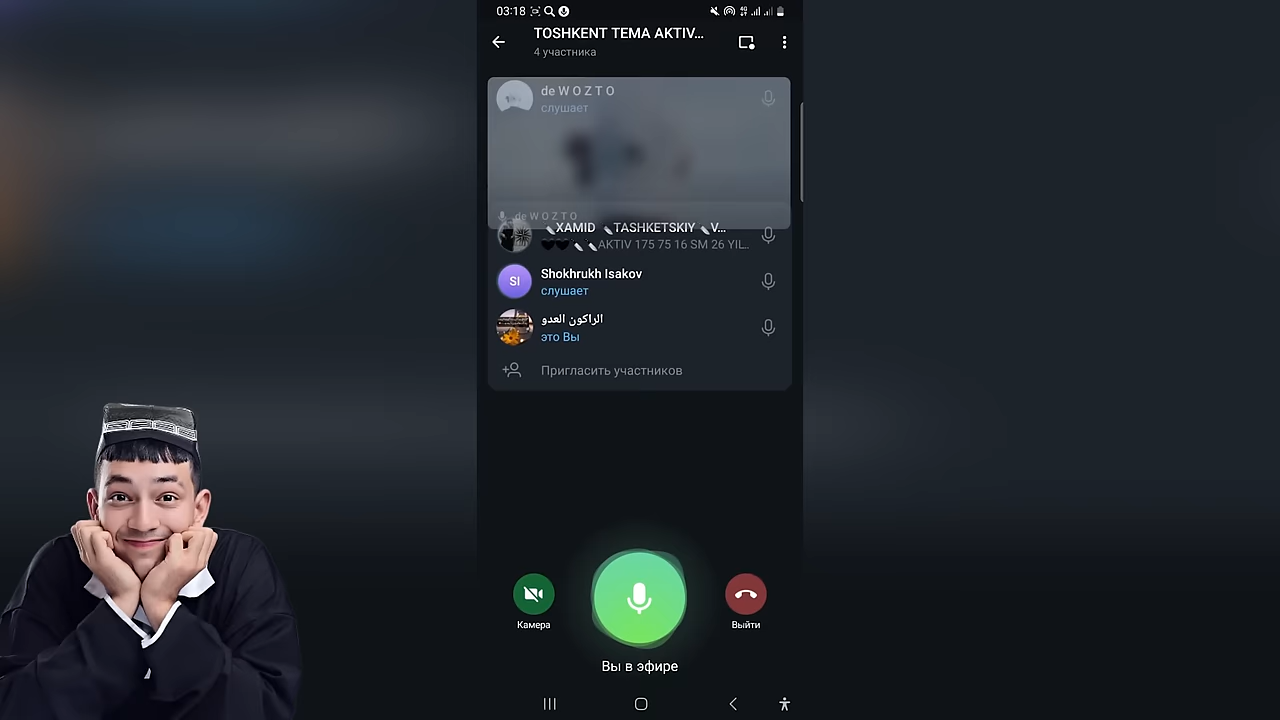 03:18
TOSHKENT TEMA AKTIV...
4 участника
de W O Z T O
слушает
de W O Z T O
XAMID TASHKETSKIY V...
AKTIV 175 75 16 SM 26 YIL...
SI
Shokhrukh Isakov
слушает
الراكون العدو
это Вы
Пригласить участников
Камера
Выйти
Вы в эфире